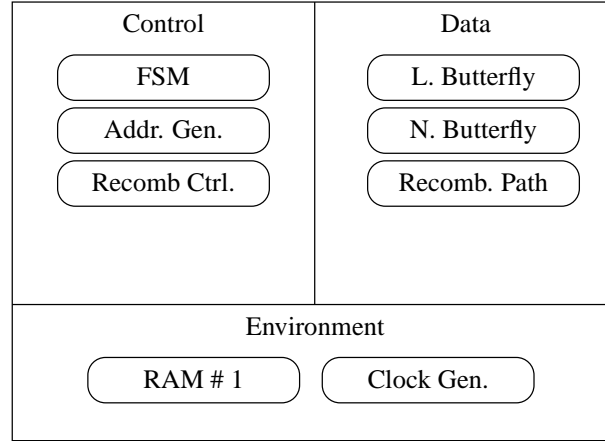 Control
FSM
Addr. Gen.
Recomb Ctrl.
Data
L. Butterfly
N. Butterfly
Recomb. Path
Environment
RAM # 1
Clock Gen.